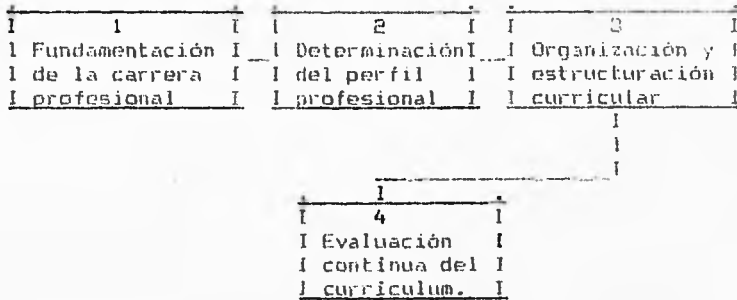 1
Fundamentación
de la carrera
profesional
2
Determinación
del perfil
profesional
3
Organización y
estructuración
curricular
4
Evaluación
continua del
curriculum.